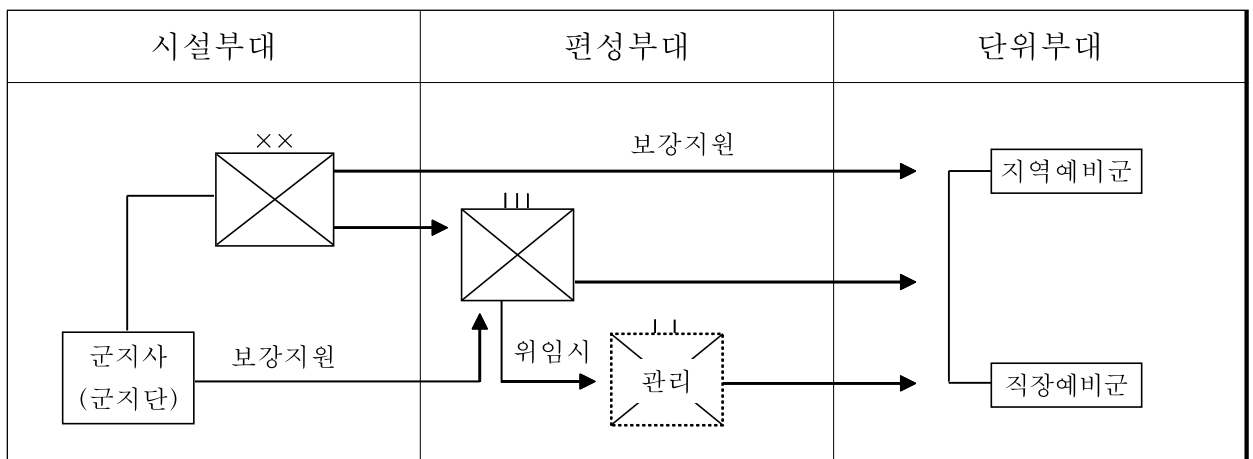 시설부대
편성부대
단위부대
××
보강지원
지역예비군
군지사
(군지단)
보강지원
위임시
관리
직장예비군